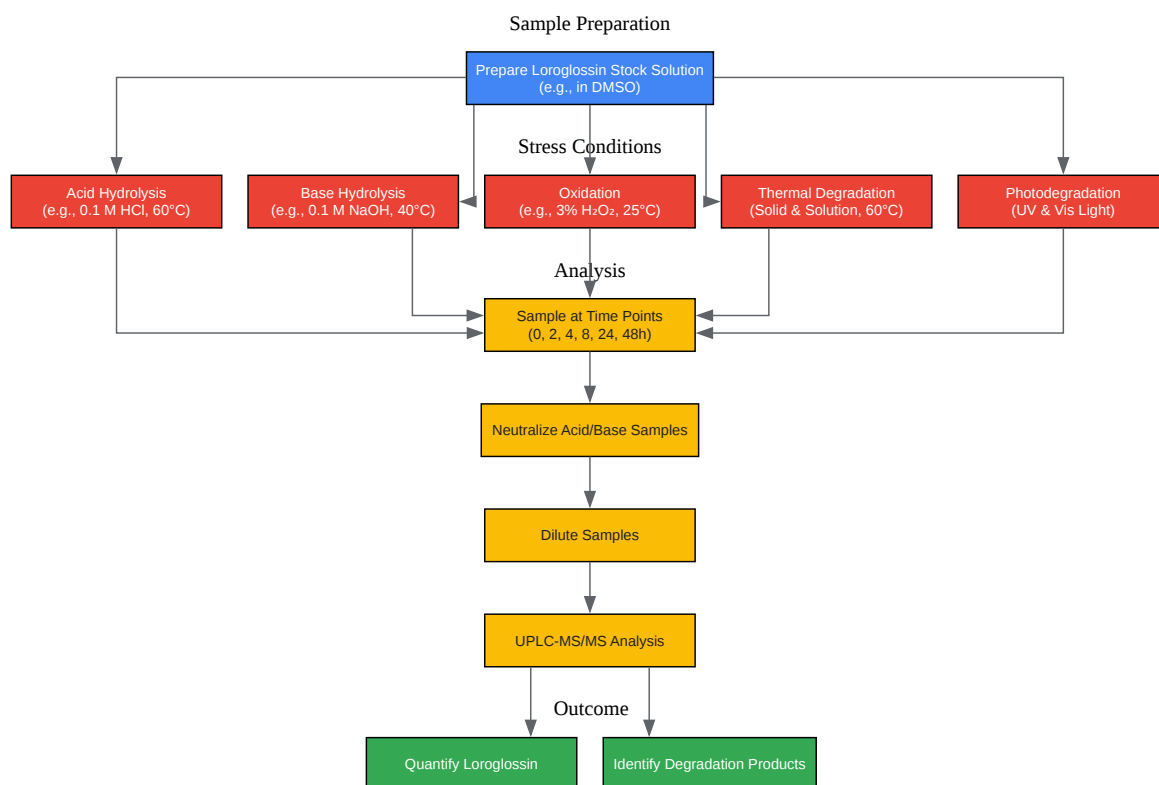 Sample Preparation
Prepare Loroglossin Stock Solution
(e.g., in DMSO)
Stress Conditions
Acid Hydrolysis
(e.g., 0.1 M HCl, 60°C)
Base Hydrolysis
(e.g., 0.1 M NaOH, 40°C)
Oxidation
(e.g., 3% H₂O₂, 25°C)
Thermal Degradation
(Solid & Solution, 60°C)
Photodegradation
(UV & Vis Light)
Analysis
Sample at Time Points
(0, 2, 4, 8, 24, 48h)
Neutralize Acid/Base Samples
Dilute Samples
UPLC-MS/MS Analysis
Outcome
Quantify Loroglossin
Identify Degradation Products